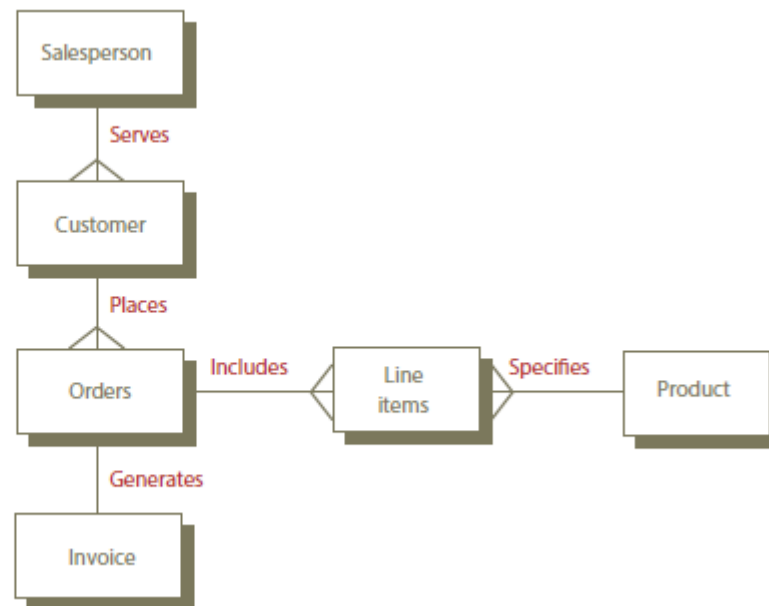 Salesperson
Serves
Customer
Places
Orders
Includes
Line
items
Specifies
Product
Generates
Invoice